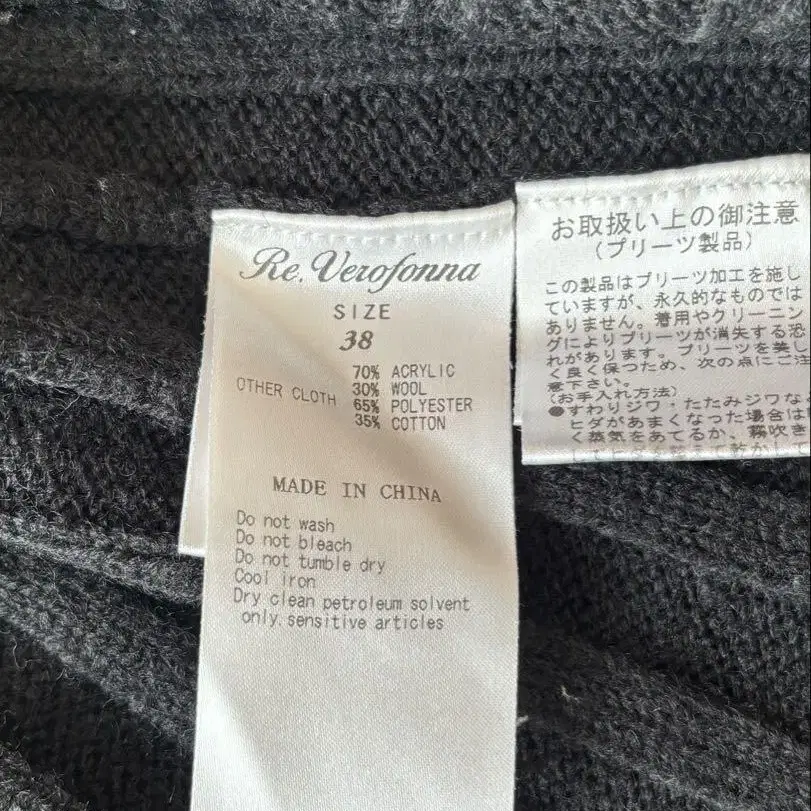 Re. Verofonna
SIZE
38
70% ACRYLIC
OTHER CLOTH 30% WOOL
65% POLYESTER
35% COTTON
MADE IN CHINA
Do not wash
Do not bleach
Do not tumble dry
Cool iron
Dry clean petroleum solvent
only. sensitive articles
お取扱い上の御注意
(プリーツ製品)
この製品はプリーツ加工を施し
ていますが、永久的なものでは
ありません。着用やクリーニン
グによりプリーツが消失する恐
れがあります。プリーツを美し
く良く保つため、次の点にご注
意下さい。
(お手入れ方法)
●すわりジワ・たたみジワな
ヒダがあまくなった場合は
く蒸気をあてるか、霧吹き